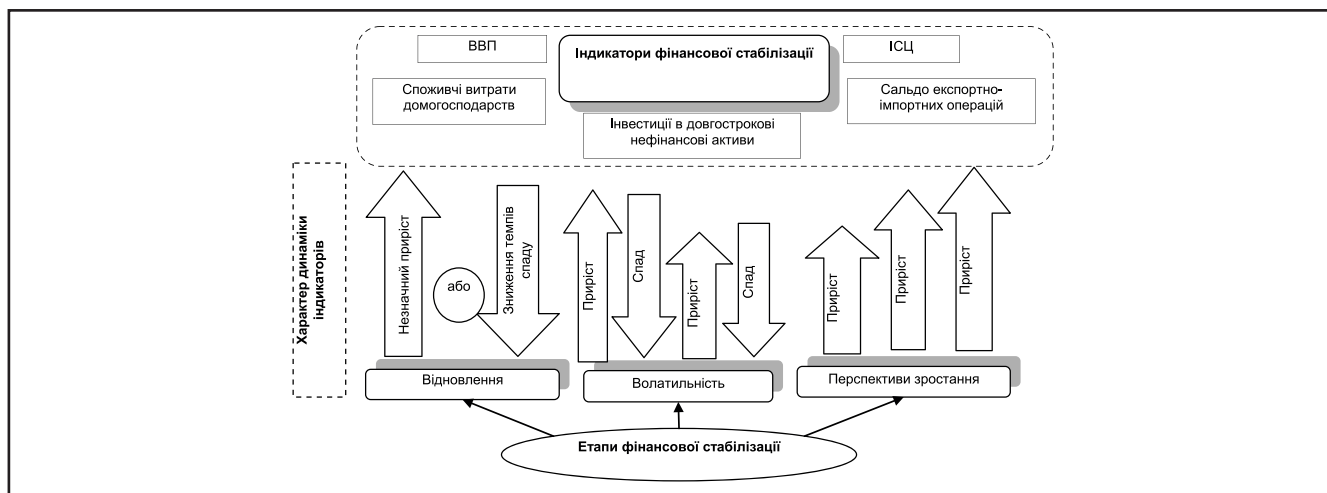 ВВП
Індикатори фінансової стабілізації
ІСЦ
Споживчі витрати
домогосподарств
Сальдо експортно-
імпортних операцій
Інвестиції в довгострокові
нефінансові активи
Характер динаміки
індикаторів
Незначний приріст
або
Зниження темпів
спаду
Приріст
Спад
Приріст
Спад
Приріст
Приріст
Приріст
Відновлення
Волатильність
Перспективи зростання
Етапи фінансової стабілізації